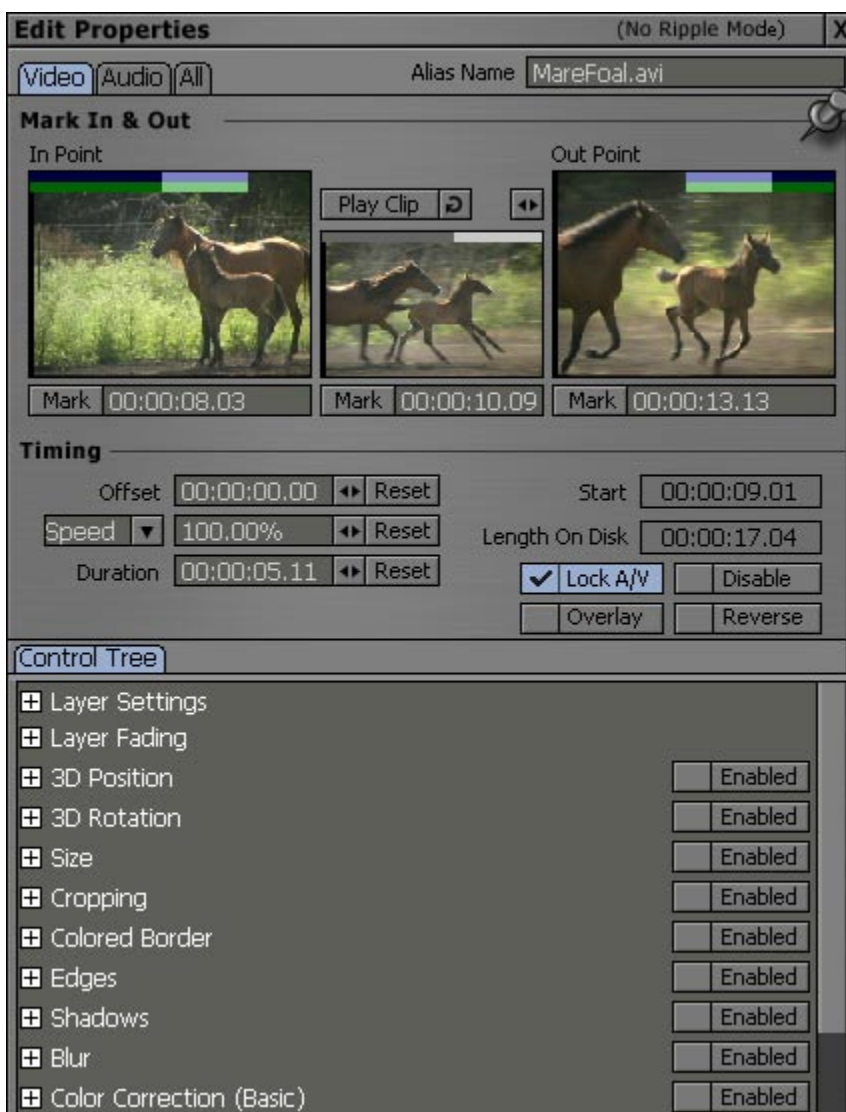 Edit Properties (No Ripple Mode) X
Video Audio All Alias Name MareFoal.avi
Mark In & Out
In Point Out Point
Play Clip
Mark 00:00:08.03 Mark 00:00:10.09 Mark 00:00:13.13
Timing
Offset 00:00:00.00 Reset Start 00:00:09.01
Speed 100.00% Reset Length On Disk 00:00:17.04
Duration 00:00:05.11 Reset Lock A/V Disable
Overlay Reverse
Control Tree
Layer Settings
Layer Fading
3D Position Enabled
3D Rotation Enabled
Size Enabled
Cropping Enabled
Colored Border Enabled
Edges Enabled
Shadows Enabled
Blur Enabled
Color Correction (Basic) Enabled